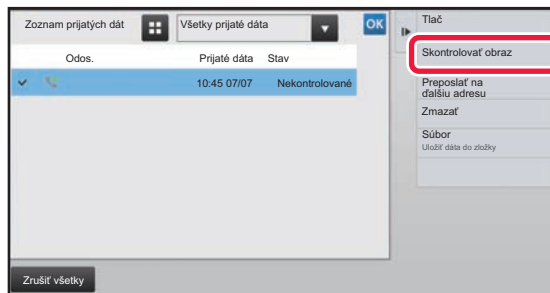 Zoznam prijatých dát
Všetky prijaté dáta
OK
Odos.
Prijaté dáta
Stav
10:45 07/07
Nekontrolované
Zrušiť všetky
Tlač
Skontrolovať obraz
Preposlať na
ďalšiu adresu
Zmazať
Súbor
Uložiť dáta do zložky